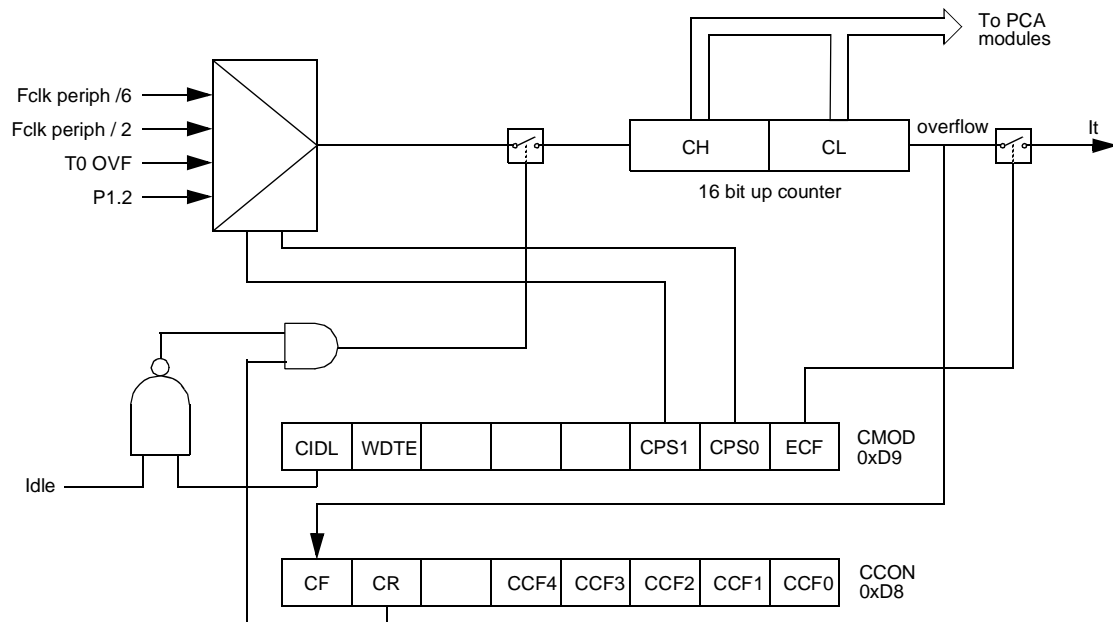 To PCA
modules
Fclk periph /6
Fclk periph / 2
T0 OVF
P1.2
CH
CL
overflow
It
16 bit up counter
CIDL
WDTE
CPS1
CPS0
ECF
CMOD
0xD9
Idle
CF
CR
CCF4
CCF3
CCF2
CCF1
CCF0
CCON
0xD8